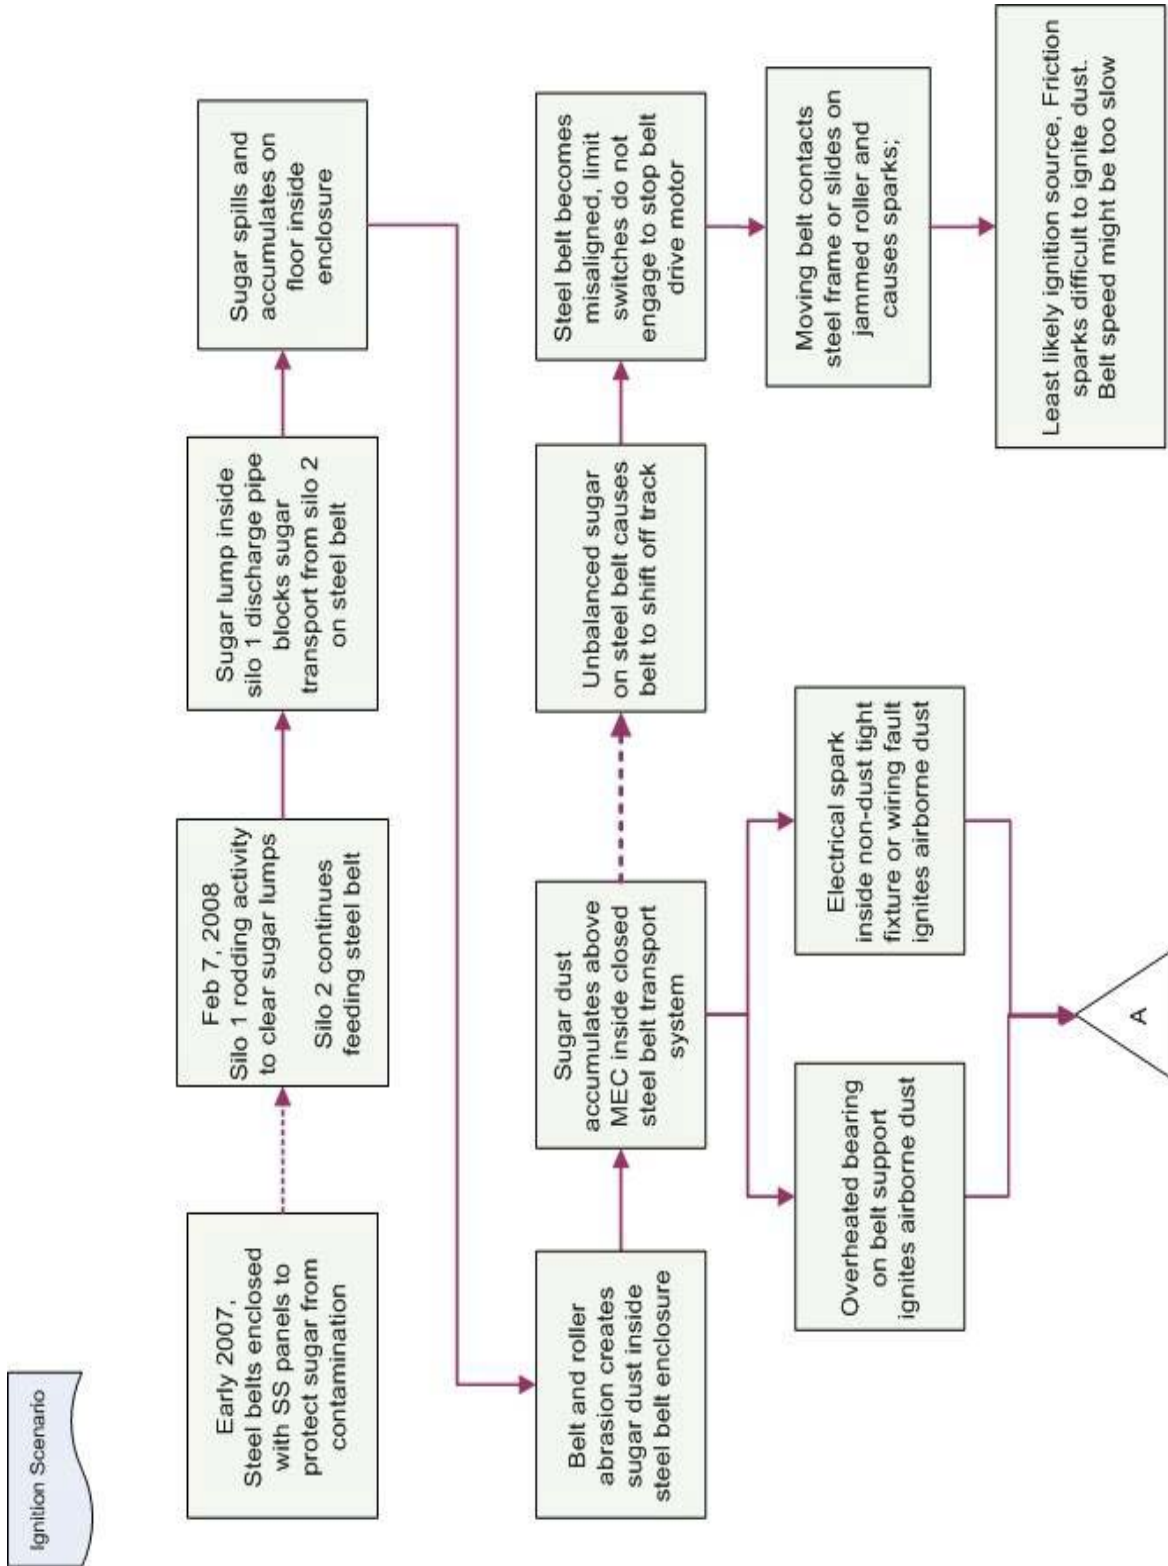 Ignition Scenario
Early 2007,
Steel belts enclosed
with SS panels to
protect sugar from
contamination
Feb 7, 2008
Silo 1 rodding activity
to clear sugar lumps
Silo 2 continues
feeding steel belt
Sugar lump inside
silo 1 discharge pipe
blocks sugar
transport from silo 2
on steel belt
Sugar spills and
accumulates on
floor inside
enclosure
Belt and roller
abrasion creates
sugar dust inside
steel belt enclosure
Sugar dust
accumulates above
MEC inside closed
steel belt transport
system
Unbalanced sugar
on steel belt causes
belt to shift off track
Steel belt becomes
misaligned, limit
switches do not
engage to stop belt
drive motor
Overheated bearing
on belt support
ignites airborne dust
Electrical spark
inside non-dust tight
fixture or wiring fault
ignites airborne dust
Moving belt contacts
steel frame or slides on
jammed roller and
causes sparks;
A
Least likely ignition source, Friction
sparks difficult to ignite dust.
Belt speed might be too slow